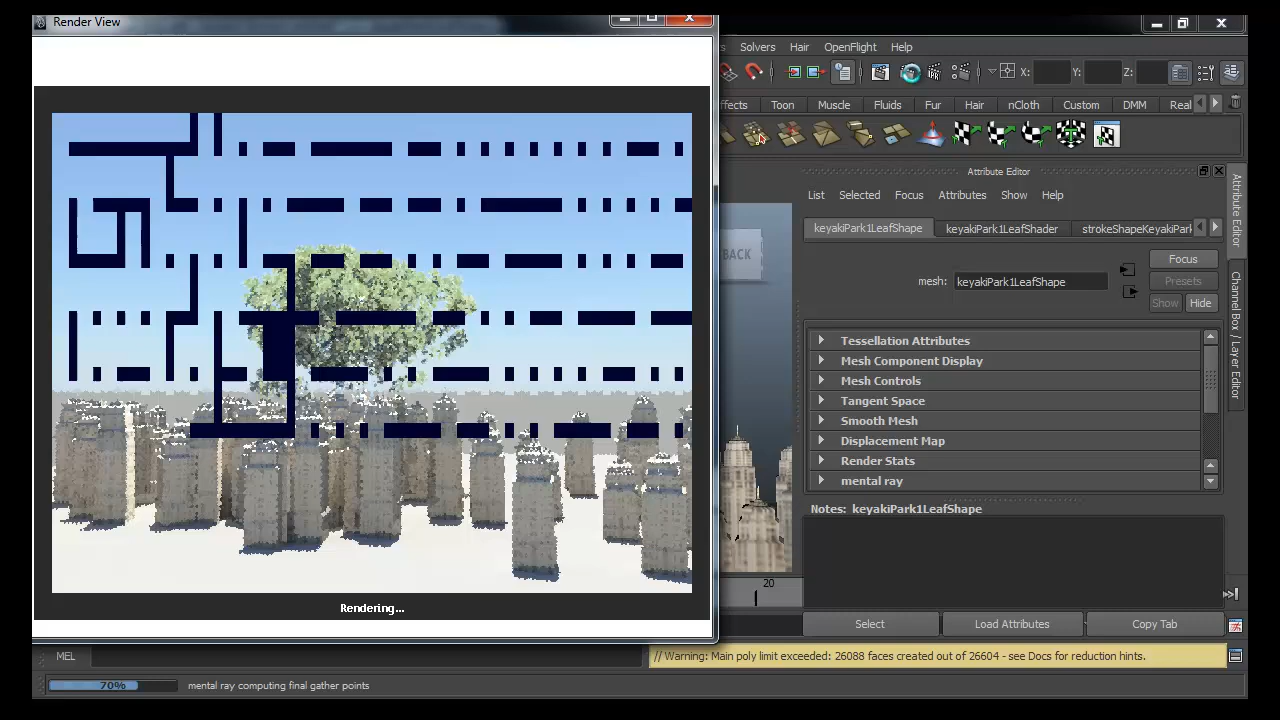 Render View
Solvers Hair OpenFlight Help
X: Y: Z:
Toon Muscle Fluids Fur Hair nCloth Custom DMM Real
Attribute Editor
List Selected Focus Attributes Show Help
keyakiPark1LeafShape keyakiPark1LeafShader strokeShapeKeyakiPark
BACK
Focus
mesh: keyakiPark1LeafShape
Presets
Show Hide
Tessellation Attributes
Mesh Component Display
Mesh Controls
Tangent Space
Smooth Mesh
Displacement Map
Render Stats
mental ray
Notes: keyakiPark1LeafShape
Attribute Editor
Channel Box / Layer Editor
20
Rendering...
Select Load Attributes Copy Tab
MEL
// Warning: Main poly limit exceeded: 26088 faces created out of 26604 - see Docs for reduction hints.
70% mental ray computing final gather points